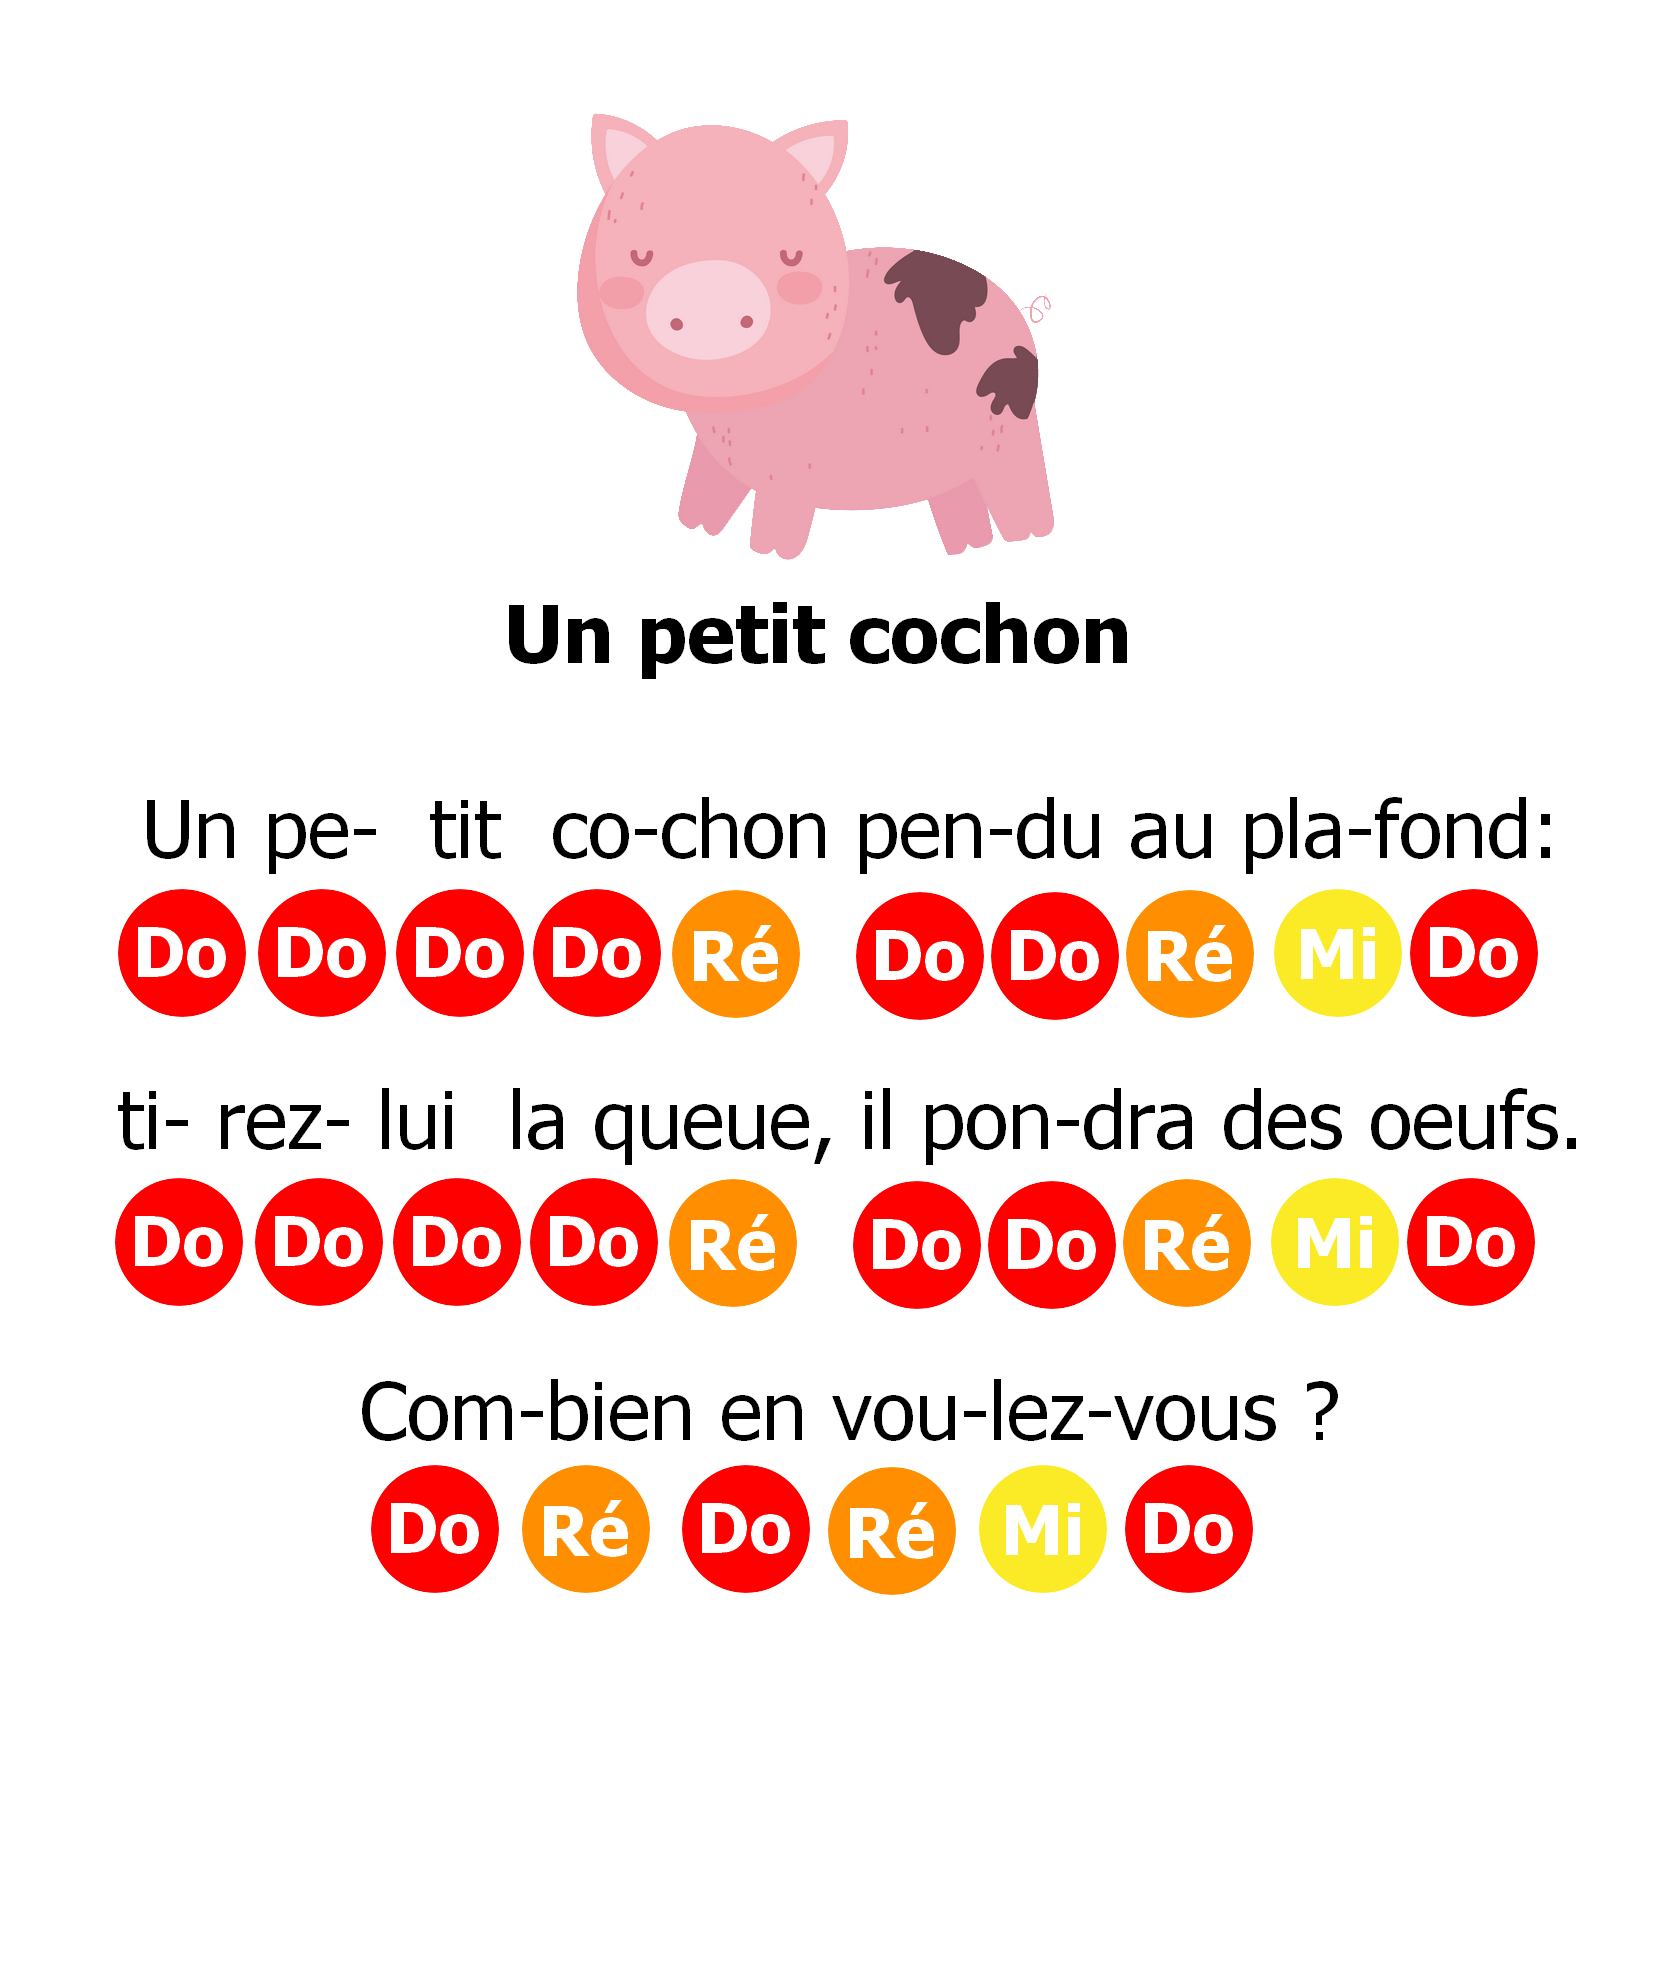 Un petit cochon
Un pe- tit co-chon pen-du au pla-fond:
Do Do Do Do Ré Do Do Ré Mi Do
ti- rez- lui la queue, il pon-dra des oeufs.
Do Do Do Do Ré Do Do Ré Mi Do
Com-bien en vou-lez-vous ?
Do Ré Do Ré Mi Do